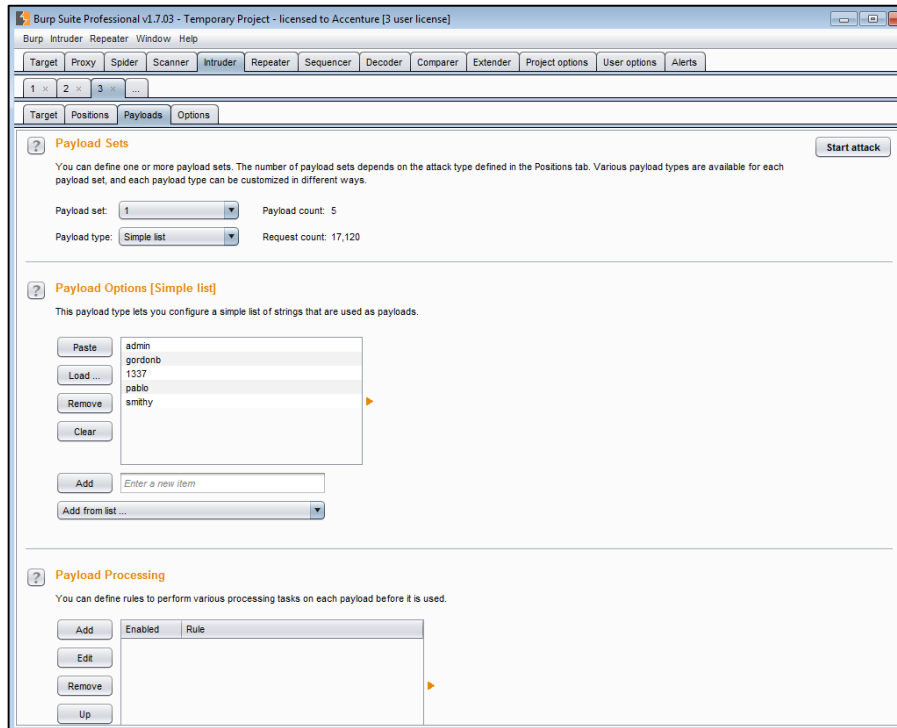 Burp Suite Professional v1.7.03 - Temporary Project - licensed to Accenture [3 user license]
Burp Intruder Repeater Window Help
Target Proxy Spider Scanner Intruder Repeater Sequencer Decoder Comparer Extender Project options User options Alerts
1 × 2 × 3 × ...
Target Positions Payloads Options
? Payload Sets
Start attack
You can define one or more payload sets. The number of payload sets depends on the attack type defined in the Positions tab. Various payload types are available for each
payload set, and each payload type can be customized in different ways.
Payload set: 1 Payload count: 5
Payload type: Simple list Request count: 17,120
? Payload Options [Simple list]
This payload type lets you configure a simple list of strings that are used as payloads.
Paste
Load ...
Remove
Clear
admin
gordonb
1337
pablo
smithy
Add Enter a new item
Add from list ...
? Payload Processing
You can define rules to perform various processing tasks on each payload before it is used.
Add
Edit
Remove
Up
Enabled Rule